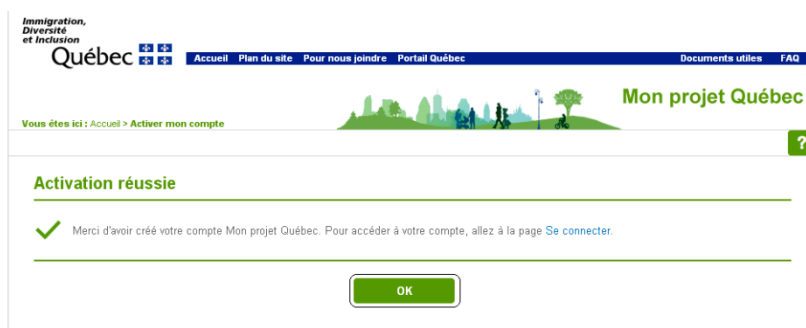 Immigration,
Diversité
et Inclusion
Québec
Accueil Plan du site Pour nous joindre Portail Québec Documents utiles FAQ
Mon projet Québec
Vous êtes ici : Accueil > Activer mon compte
?
Activation réussie
Merci d'avoir créé votre compte Mon projet Québec. Pour accéder à votre compte, allez à la page Se connecter.
OK